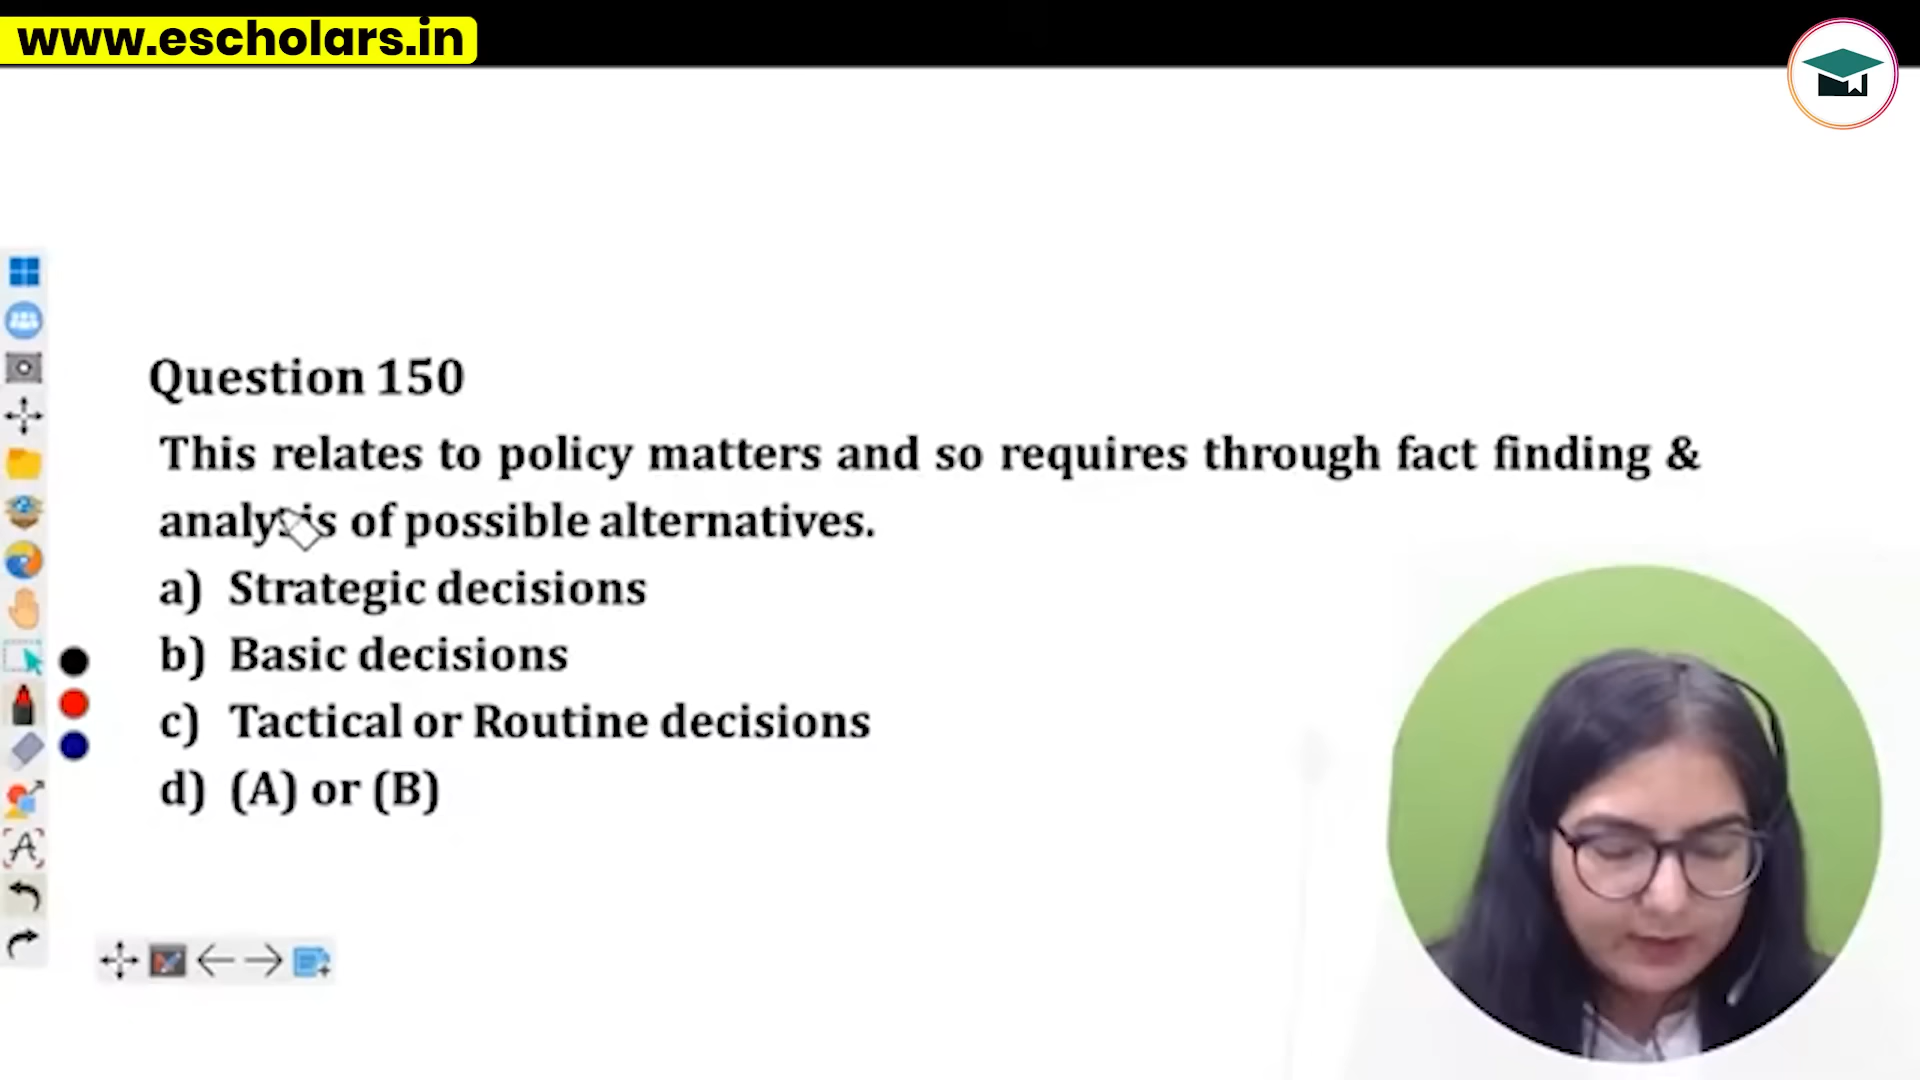 www.escholars.in
Question 150
This relates to policy matters and so requires through fact finding &
analysis of possible alternatives.
a) Strategic decisions
b) Basic decisions
c) Tactical or Routine decisions
d) (A) or (B)